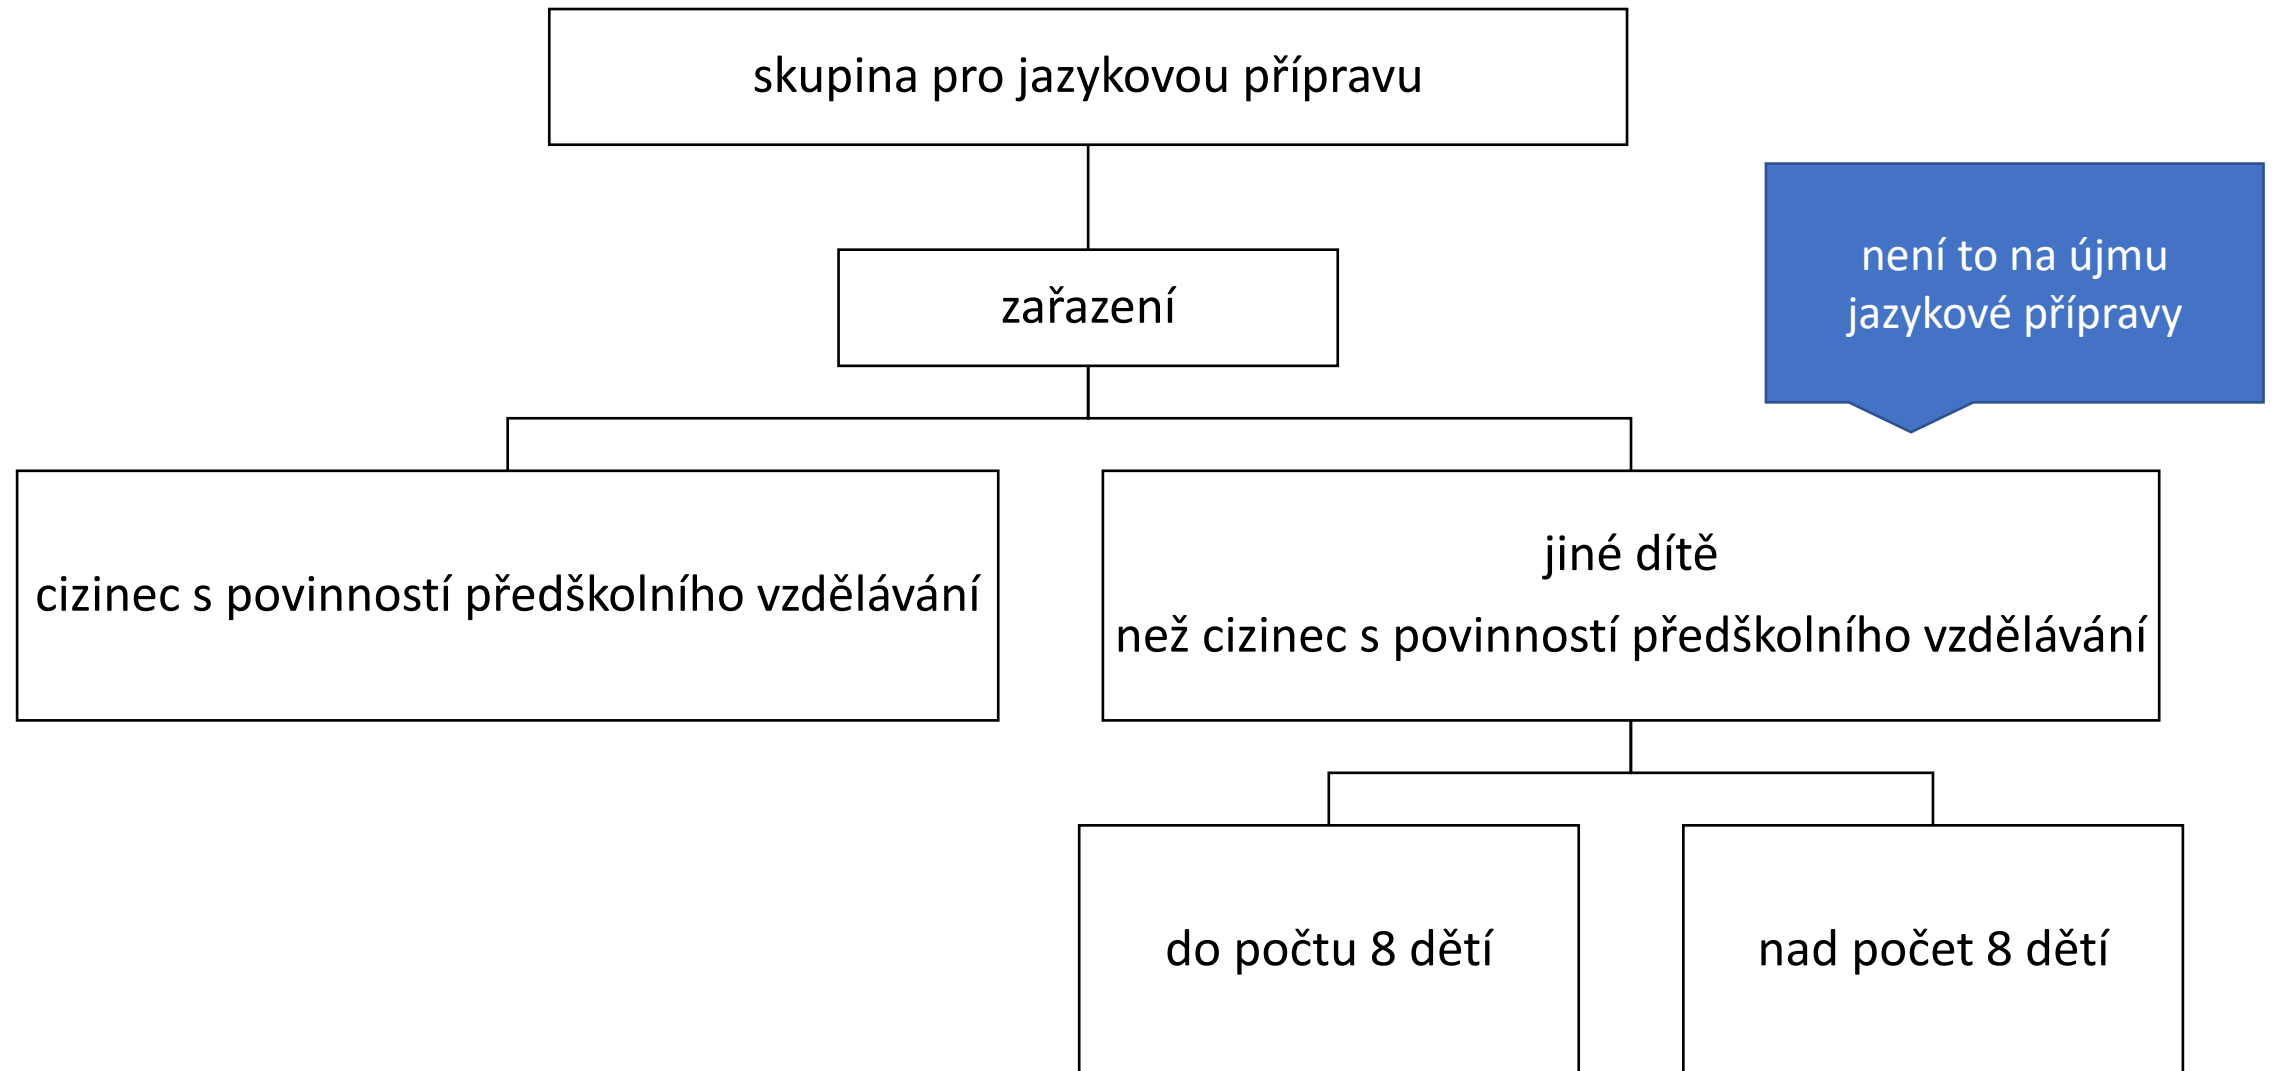 skupina pro jazykovou přípravu
zařazení
není to na újmu
jazykové přípravy
cizinec s povinností předškolního vzdělávání
jiné dítě
než cizinec s povinností předškolního vzdělávání
do počtu 8 dětí
nad počet 8 dětí